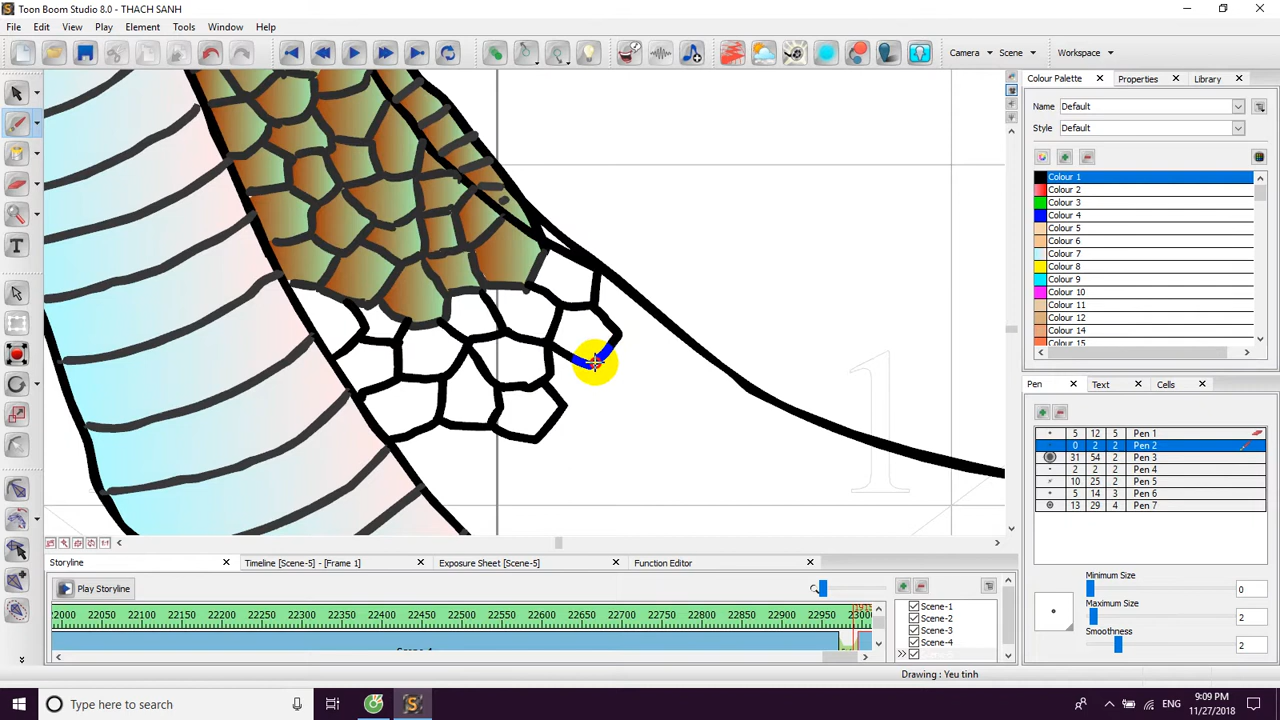 Toon Boom Studio 8.0 - THACH SANH
File Edit View Play Element Tools Window Help
Camera Scene Workspace
Colour Palette Properties Library
Name Default
Style Default
Colour 1
Colour 2
Colour 3
Colour 4
Colour 5
Colour 6
Colour 7
Colour 8
Colour 9
Colour 10
Colour 11
Colour 12
Colour 14
Colour 15
Pen Text Cells
5 12 5 Pen 1
0 2 2 Pen 2
31 54 2 Pen 3
2 2 2 Pen 4
10 25 2 Pen 5
5 14 3 Pen 6
13 29 4 Pen 7
Minimum Size
0
Maximum Size
2
Smoothness
2
1
Storyline Timeline [Scene-5] - [Frame 1] Exposure Sheet [Scene-5] Function Editor
Play Storyline
22050 22100 22150 22200 22250 22300 22350 22400 22450 22500 22550 22600 22650 22700 22750 22800 22850 22900
Scene-4
Scene-1
Scene-2
Scene-3
Scene-4
Drawing : Yeu tinh
Type here to search
ENG
9:09 PM
11/27/2018